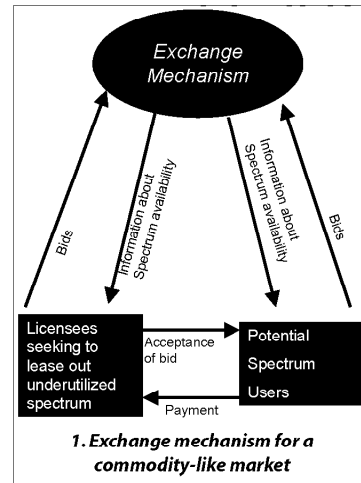 Exchange
Mechanism
Bids
Information about
Spectrum availability
Information about
Spectrum availability
Bids
Licensees
seeking to
lease out
underutilized
spectrum
Acceptance
of bid
Payment
Potential
Spectrum
Users
1. Exchange mechanism for a
commodity-like market